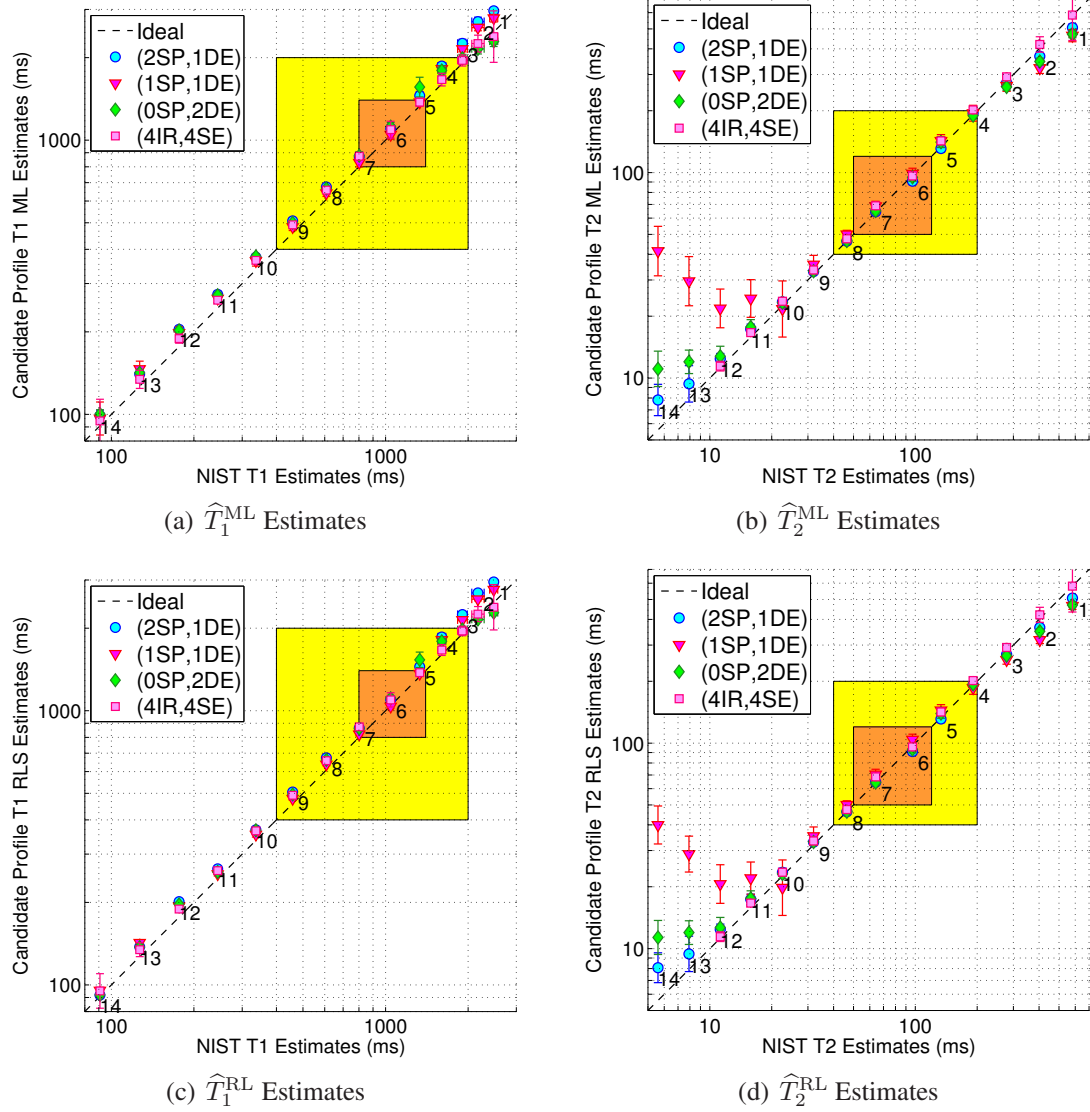 Candidate Profile T1 ML Estimates (ms)
1000
100
Ideal
(2SP,1DE)
(1SP,1DE)
(0SP,2DE)
(4IR,4SE)
1
2
3
4
5
6
7
8
9
10
11
12
13
14
100
1000
NIST T1 Estimates (ms)
(a) T̂₁ᴹᴸ Estimates
Candidate Profile T2 ML Estimates (ms)
100
10
Ideal
(2SP,1DE)
(1SP,1DE)
(0SP,2DE)
(4IR,4SE)
1
2
3
4
5
6
7
8
9
10
11
12
13
14
10
100
NIST T2 Estimates (ms)
(b) T̂₂ᴹᴸ Estimates
Candidate Profile T1 RLS Estimates (ms)
1000
100
Ideal
(2SP,1DE)
(1SP,1DE)
(0SP,2DE)
(4IR,4SE)
1
2
3
4
5
6
7
8
9
10
11
12
13
14
100
1000
NIST T1 Estimates (ms)
(c) T̂₁ᴿᴸ Estimates
Candidate Profile T2 RLS Estimates (ms)
100
10
Ideal
(2SP,1DE)
(1SP,1DE)
(0SP,2DE)
(4IR,4SE)
1
2
3
4
5
6
7
8
9
10
11
12
13
14
10
100
NIST T2 Estimates (ms)
(d) T̂₂ᴿᴸ Estimates